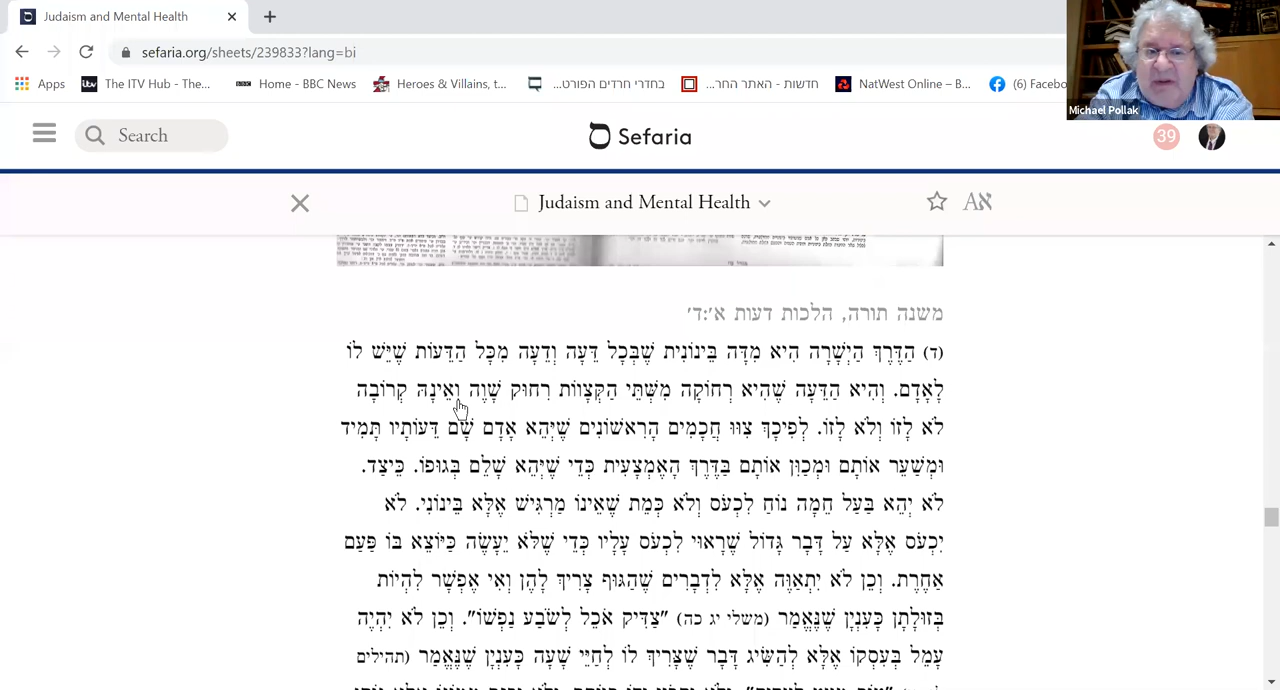 Judaism and Mental Health
sefaria.org/sheets/239833?lang=bi
Apps
The ITV Hub - The...
Home - BBC News
Heroes & Villains, t...
בחדרי חרדים הפורט...
חדשות - האתר החר...
NatWest Online – B...
(6) Facebo
Michael Pollak
Search
Sefaria
39
Judaism and Mental Health
Aא
משנה תורה, הלכות דעות א׳:ד׳
(ד) הַדֶּרֶךְ הַיְשָׁרָה הִיא מִדָּה בֵּינוֹנִית שֶׁבְּכָל דֵּעָה וְדֵעָה מִכָּל הַדֵּעוֹת שֶׁיֵּשׁ לוֹ
לָאָדָם. וְהִיא הַדֵּעָה שֶׁהִיא רְחוֹקָה מִשְּׁתֵּי הַקְּצָווֹת רִחוּק שָׁוֶה וְאֵינָהּ קְרוֹבָה
לֹא לָזוֹ וְלֹא לָזוֹ. לְפִיכָךְ צִוּוּ חֲכָמִים הָרִאשׁוֹנִים שֶׁיְּהֵא אָדָם שָׁם דֵּעוֹתָיו תָּמִיד
וּמְשַׁעֵר אוֹתָם וּמְכַוִּן אוֹתָם בַּדֶּרֶךְ הָאֶמְצָעִית כְּדֵי שֶׁיְּהֵא שָׁלֵם בְּגוּפוֹ. כֵּיצַד.
לֹא יְהֵא בַּעַל חֵמָה נוֹחַ לִכְעֹס וְלֹא כְּמֵת שֶׁאֵינוֹ מַרְגִּישׁ אֶלָּא בֵּינוֹנִי. לֹא
יִכְעֹס אֶלָּא עַל דָּבָר גָּדוֹל שֶׁרָאוּי לִכְעֹס עָלָיו כְּדֵי שֶׁלֹּא יֵעָשֶׂה כַּיּוֹצֵא בּוֹ פַּעַם
אַחֶרֶת. וְכֵן לֹא יִתְאַוֶּה אֶלָּא לִדְבָרִים שֶׁהַגּוּף צָרִיךְ לָהֶן וְאִי אֶפְשָׁר לִהְיוֹת
בְּזוּלָתָן כָּעִנְיָן שֶׁנֶּאֱמַר (משלי יג כה) "צַדִּיק אֹכֵל לְשֹׂבַע נַפְשׁוֹ". וְכֵן לֹא יִהְיֶה
עָמֵל בְּעִסְקוֹ אֶלָּא לְהַשִּׂיג דָּבָר שֶׁצָּרִיךְ לוֹ לְחַיֵּי שָׁעָה כָּעִנְיָן שֶׁנֶּאֱמַר (תהילים